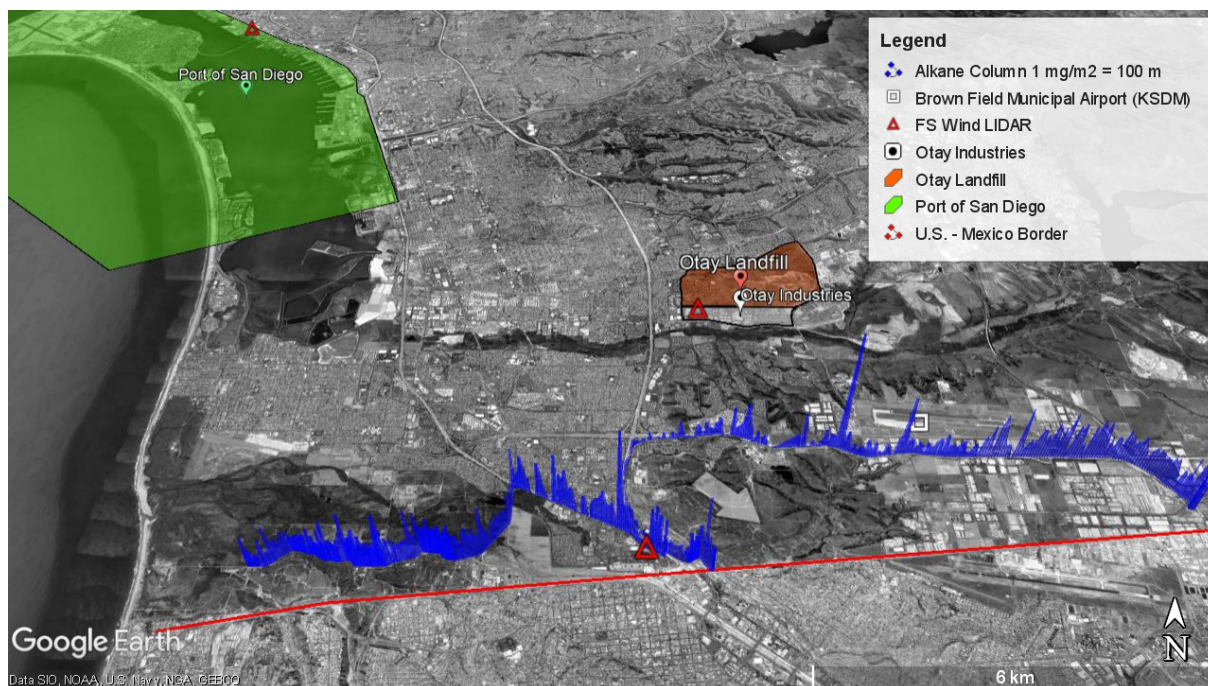 Port of San Diego
Legend
Alkane Column 1 mg/m2 = 100 m
Brown Field Municipal Airport (KSDM)
FS Wind LIDAR
Otay Industries
Otay Landfill
Port of San Diego
U.S. - Mexico Border
Otay Landfill
Otay Industries
Google Earth
N
Data SIO, NOAA, U.S. Navy, NGA, GEBCO
6 km